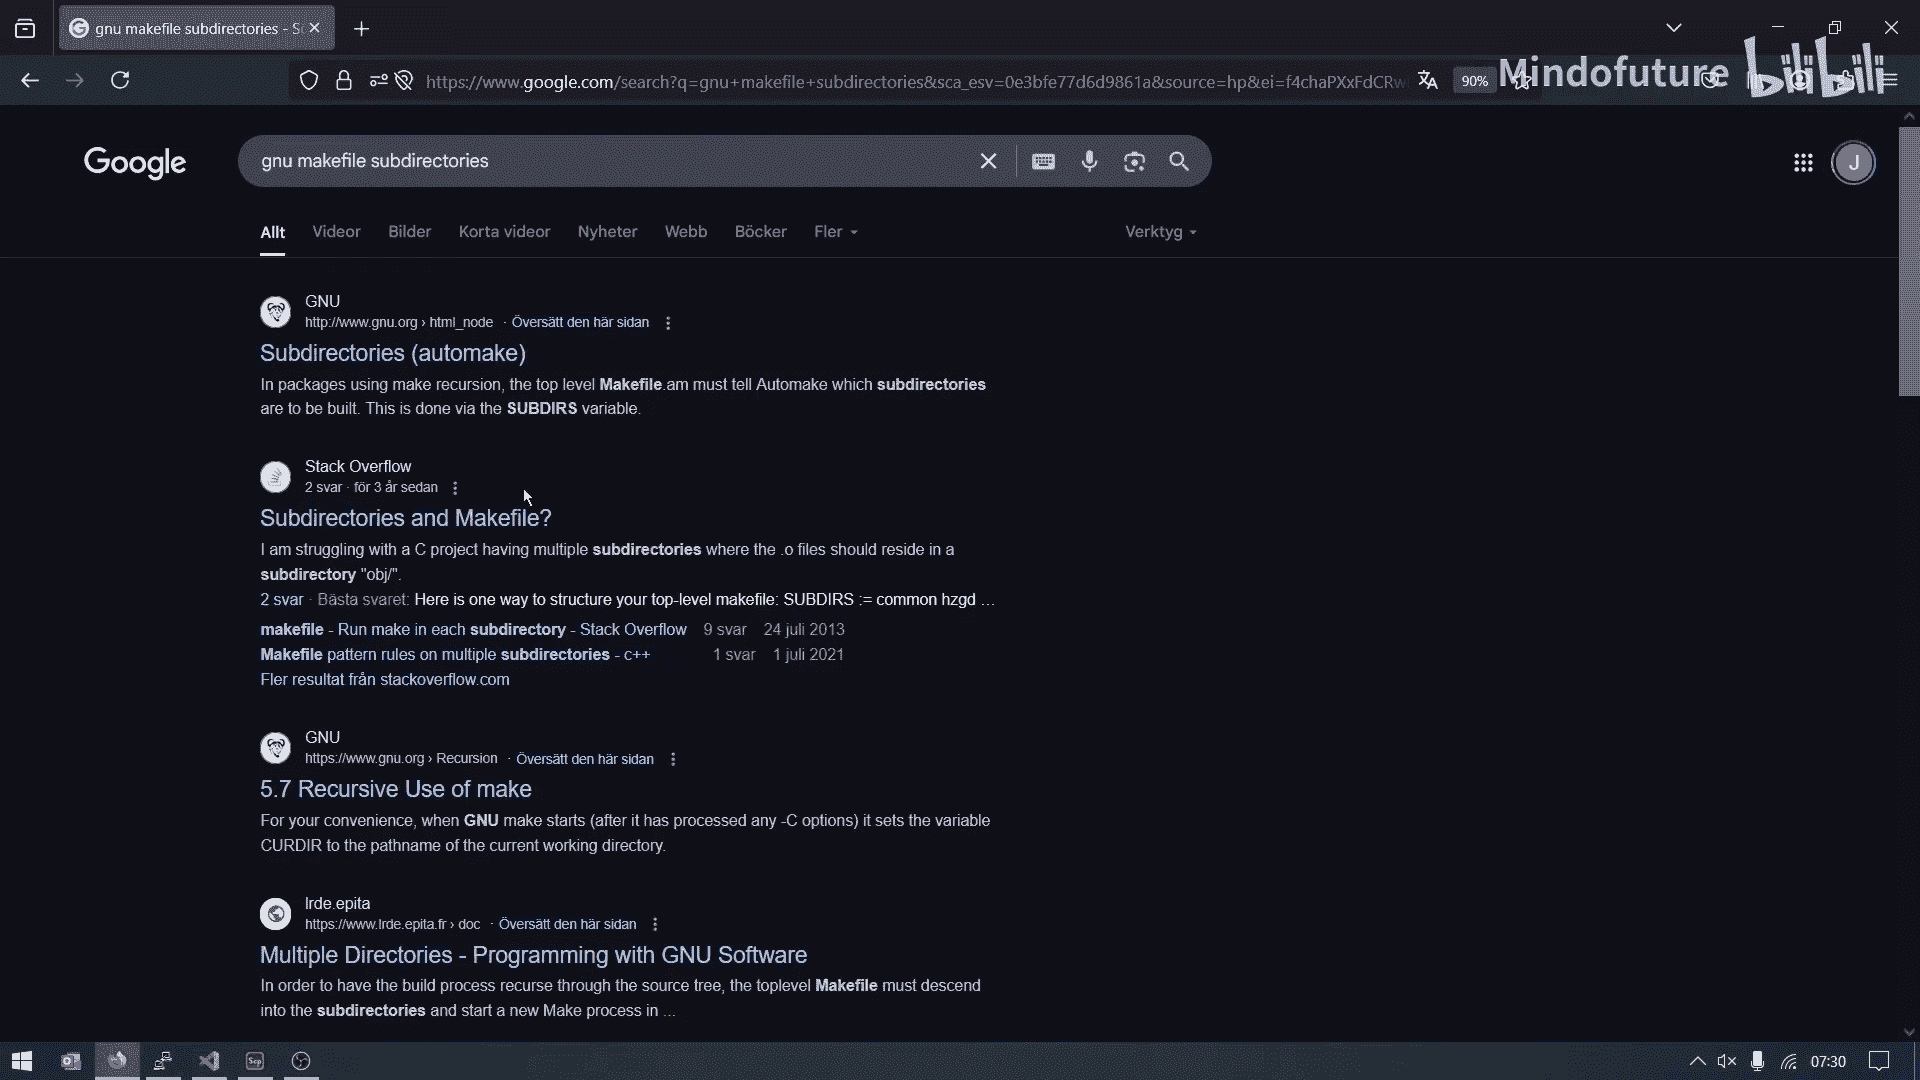 gnu makefile subdirectories - Sc
https://www.google.com/search?q=gnu+makefile+subdirectories&sca_esv=0e3bfe77d6d9861a&source=hp&ei=f4chaPXxFdCRw
90%
Mindofuture
bilibili
Google
gnu makefile subdirectories
J
Allt
Videor
Bilder
Korta videor
Nyheter
Webb
Böcker
Fler
Verktyg
GNU
http://www.gnu.org › html_node · Översätt den här sidan
Subdirectories (automake)
In packages using make recursion, the top level Makefile.am must tell Automake which subdirectories
are to be built. This is done via the SUBDIRS variable.
Stack Overflow
2 svar · för 3 år sedan
Subdirectories and Makefile?
I am struggling with a C project having multiple subdirectories where the .o files should reside in a
subdirectory "obj/".
2 svar · Bästa svaret: Here is one way to structure your top-level makefile: SUBDIRS := common hzgd ...
makefile - Run make in each subdirectory - Stack Overflow 9 svar 24 juli 2013
Makefile pattern rules on multiple subdirectories - c++ 1 svar 1 juli 2021
Fler resultat från stackoverflow.com
GNU
https://www.gnu.org › Recursion · Översätt den här sidan
5.7 Recursive Use of make
For your convenience, when GNU make starts (after it has processed any -C options) it sets the variable
CURDIR to the pathname of the current working directory.
lrde.epita
https://www.lrde.epita.fr › doc · Översätt den här sidan
Multiple Directories - Programming with GNU Software
In order to have the build process recurse through the source tree, the toplevel Makefile must descend
into the subdirectories and start a new Make process in ...
Scp
07:30